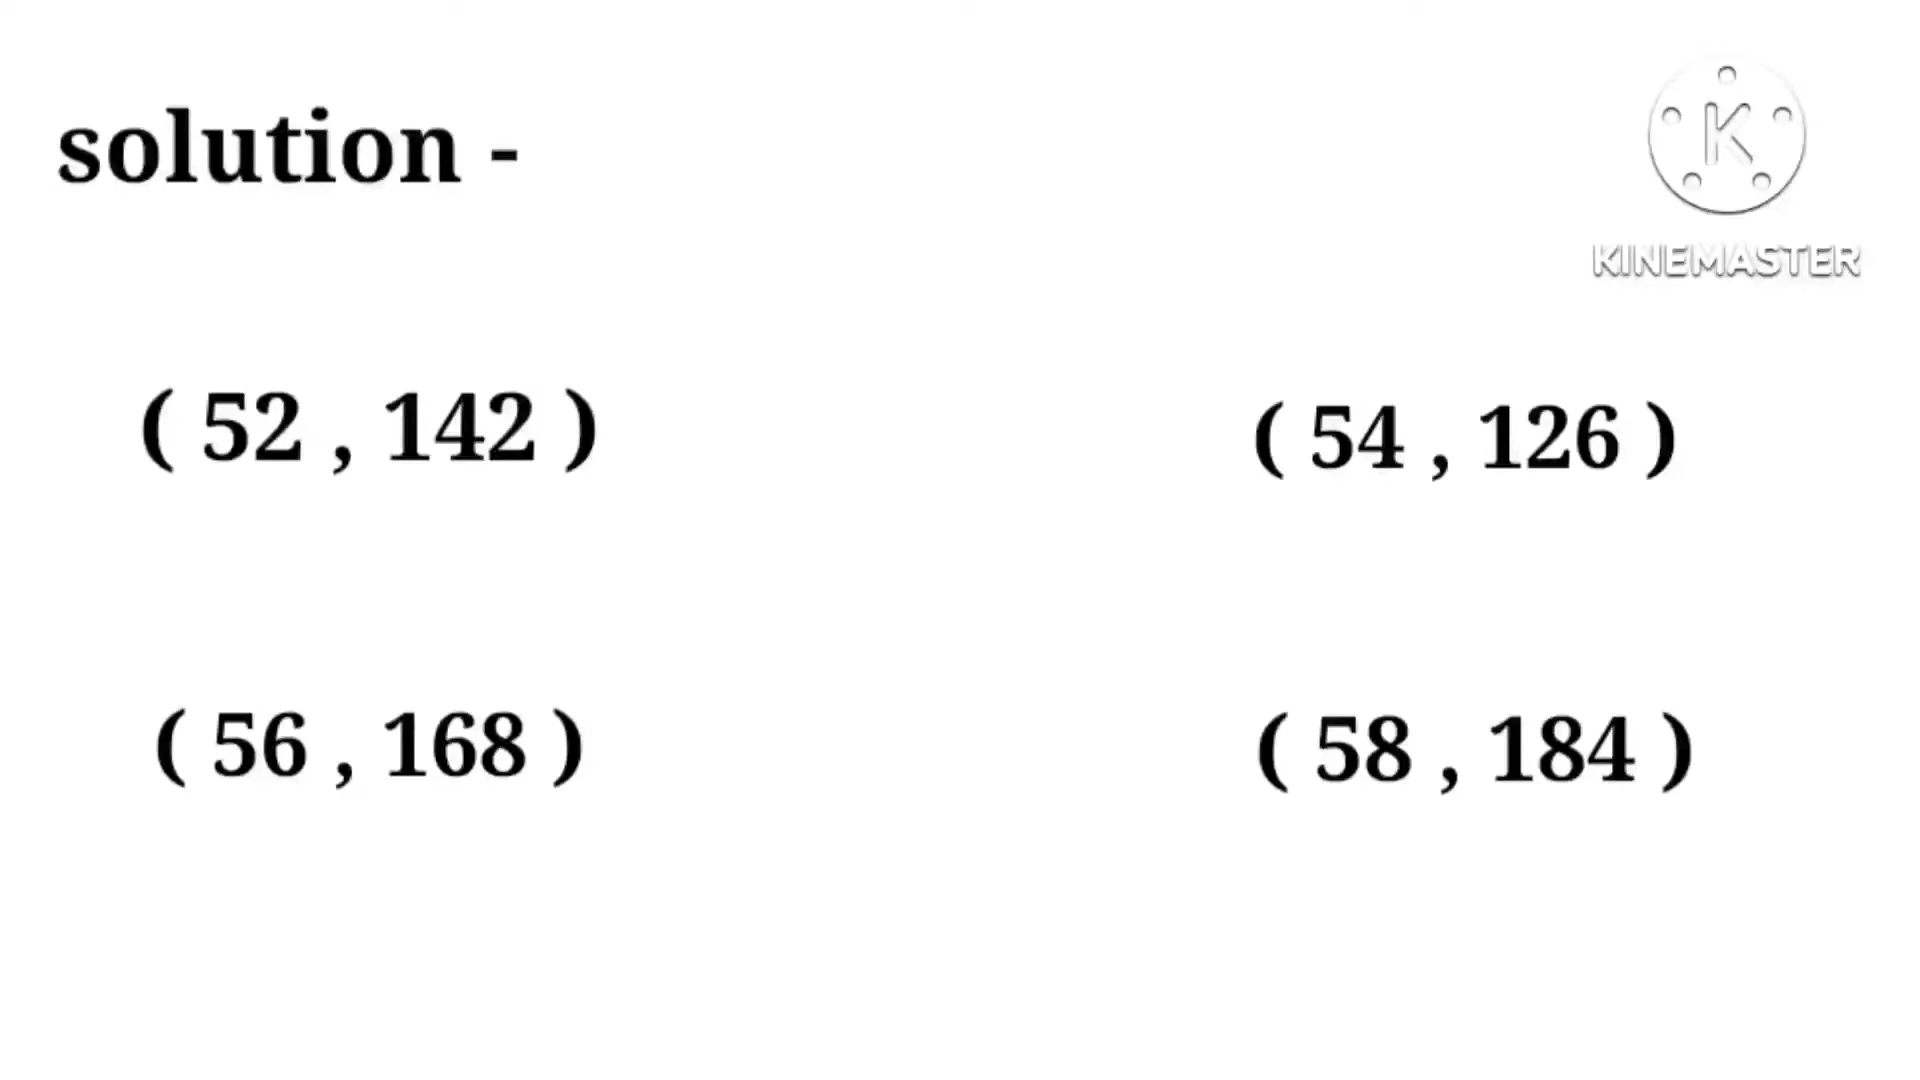 solution -
K
KINEMASTER
( 52 , 142 ) ( 54 , 126 )
( 56 , 168 ) ( 58 , 184 )